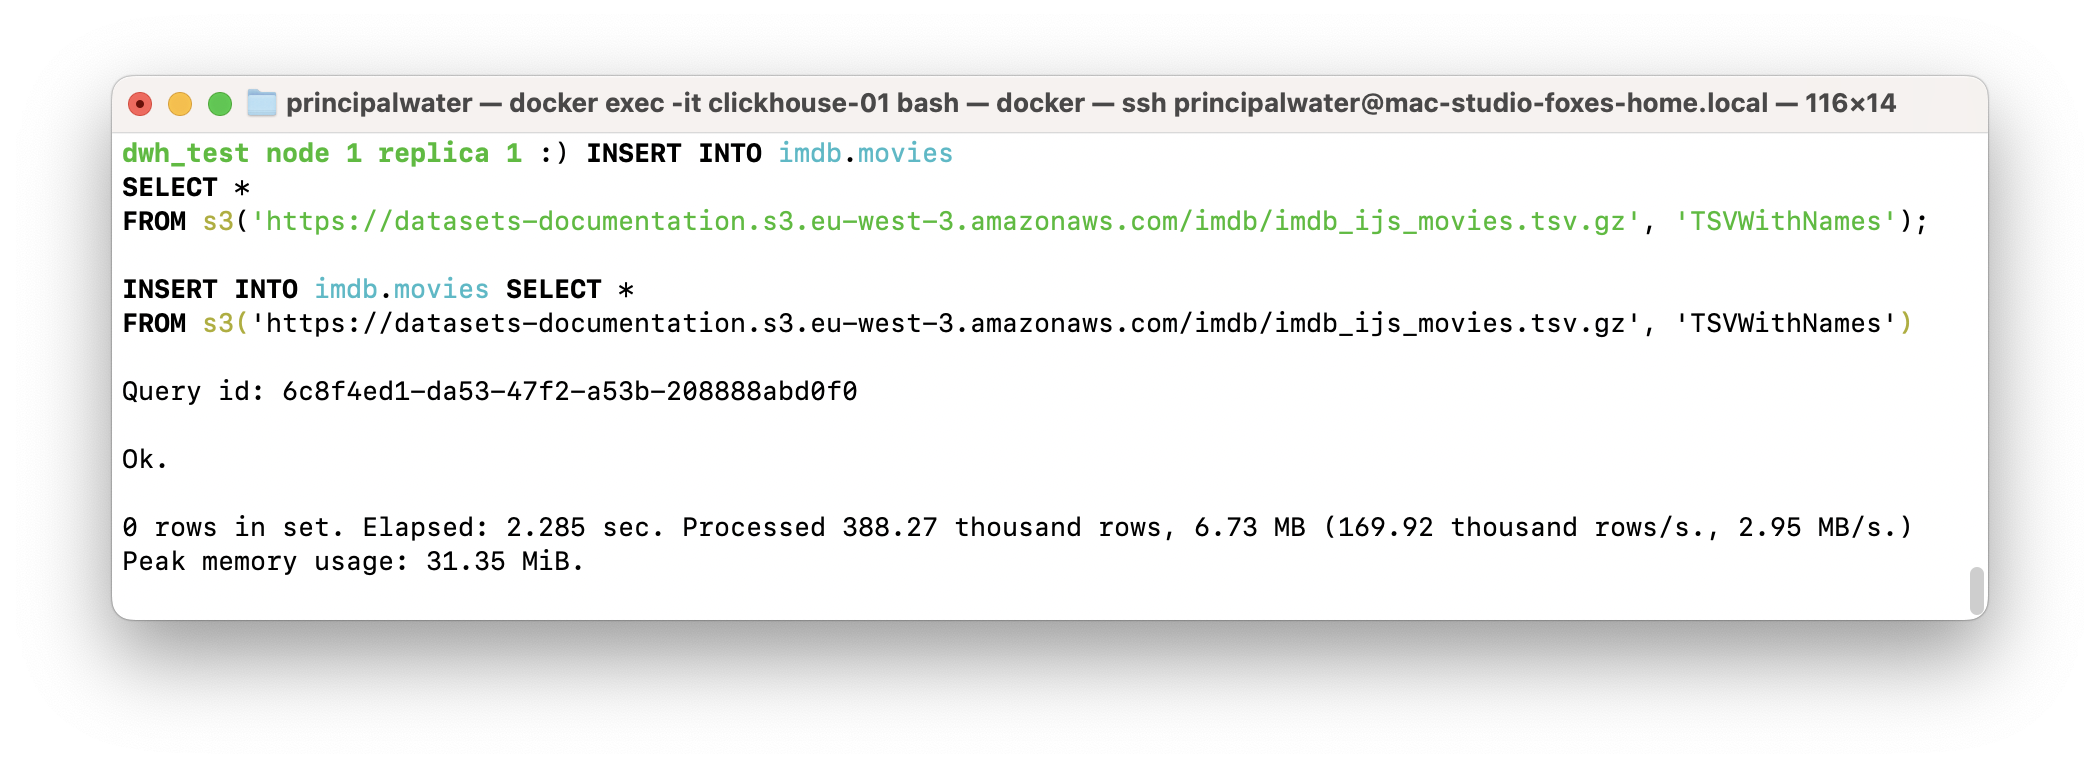 principalwater — docker exec -it clickhouse-01 bash — docker — ssh principalwater@mac-studio-foxes-home.local — 116×14
dwh_test node 1 replica 1 :) INSERT INTO imdb.movies
SELECT *
FROM s3('https://datasets-documentation.s3.eu-west-3.amazonaws.com/imdb/imdb_ijs_movies.tsv.gz', 'TSVWithNames');
INSERT INTO imdb.movies SELECT *
FROM s3('https://datasets-documentation.s3.eu-west-3.amazonaws.com/imdb/imdb_ijs_movies.tsv.gz', 'TSVWithNames')
Query id: 6c8f4ed1-da53-47f2-a53b-208888abd0f0
Ok.
0 rows in set. Elapsed: 2.285 sec. Processed 388.27 thousand rows, 6.73 MB (169.92 thousand rows/s., 2.95 MB/s.)
Peak memory usage: 31.35 MiB.